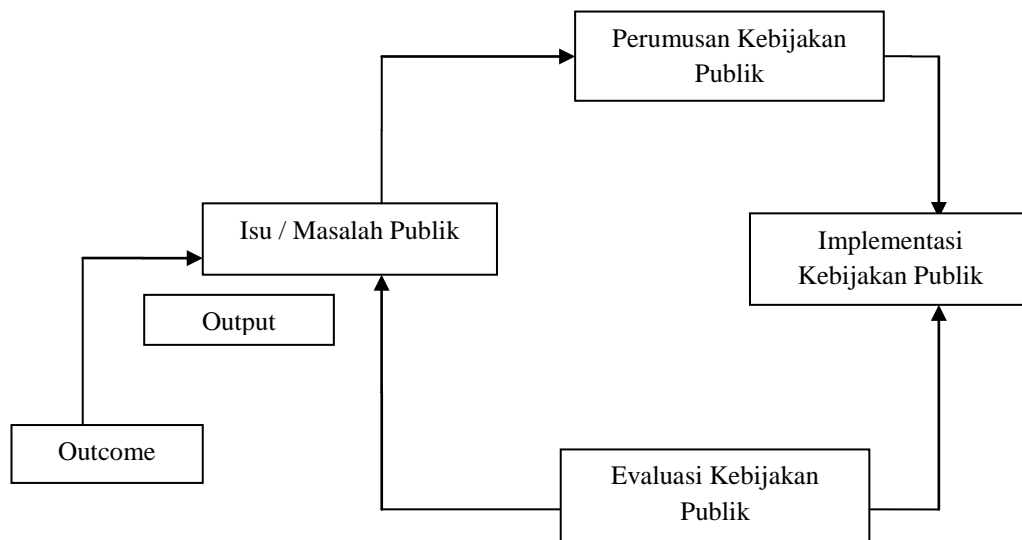 Perumusan Kebijakan
Publik
Isu / Masalah Publik
Implementasi
Kebijakan Publik
Output
Outcome
Evaluasi Kebijakan
Publik